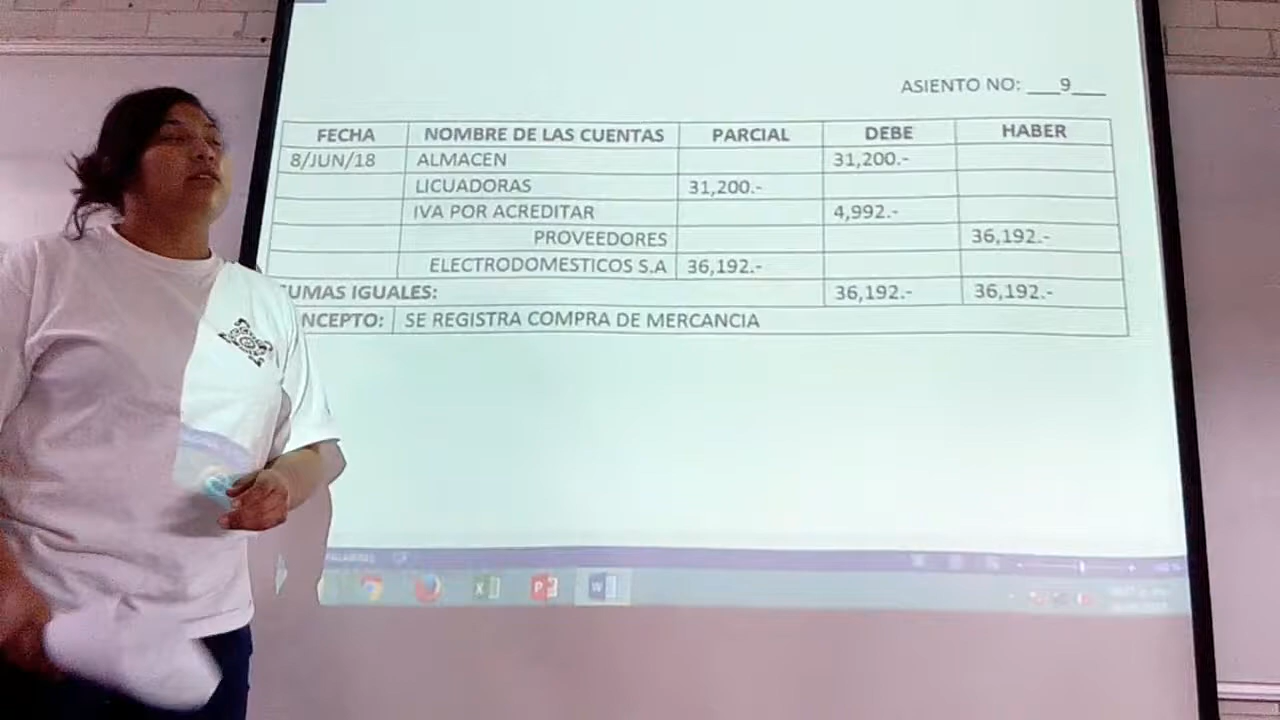 ASIENTO NO: ___9___
FECHA NOMBRE DE LAS CUENTAS PARCIAL DEBE HABER
8/JUN/18 ALMACEN 31,200.-
LICUADORAS 31,200.-
IVA POR ACREDITAR 4,992.-
PROVEEDORES 36,192.-
ELECTRODOMESTICOS S.A 36,192.-
UMAS IGUALES: 36,192.- 36,192.-
NCEPTO: SE REGISTRA COMPRA DE MERCANCIA